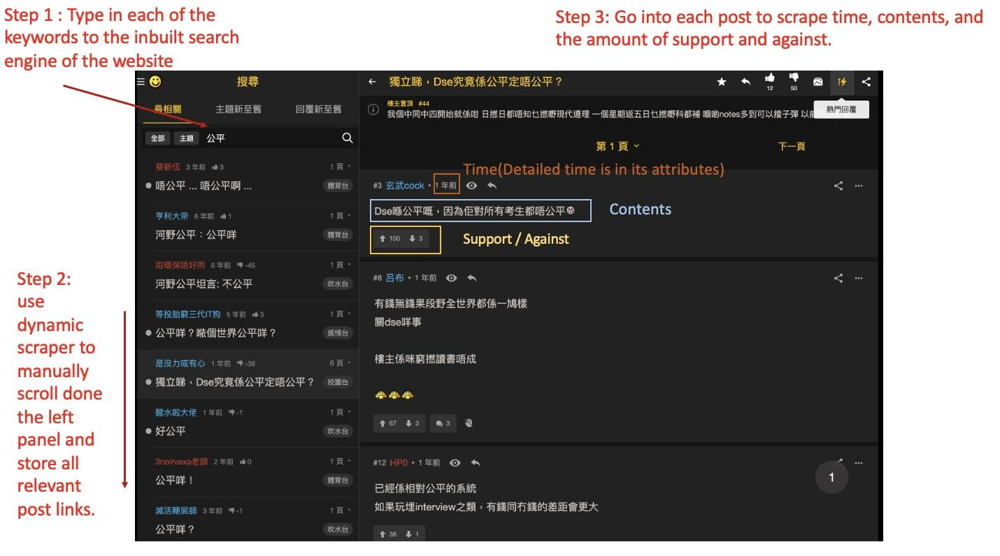 Step 1 : Type in each of the
keywords to the inbuilt search
engine of the website
Step 3: Go into each post to scrape time, contents, and
the amount of support and against.
Step 2:
use
dynamic
scraper to
manually
scroll done
the left
panel and
store all
relevant
post links.
搜尋
最相關 主題新至舊 回覆新至舊
全部 主題 公平
葵新伍 3 年前 3 1 頁
唔公平 ... 唔公平啊 ... 體育台
亨利大帝 6 年前 1 1 頁
河野公平：公平咩 體育台
咁環保唔好用 6 年前 -45 1 頁
河野公平坦言: 不公平 吹水台
等投胎窮三代IT狗 5 年前 3 1 頁
公平咩？喺個世界公平咩？ 感情台
是沒力或有心 1 年前 -38 6 頁
獨立睇，Dse究竟係公平定唔公平？ 校園台
醒水啦大佬 1 年前 -1 1 頁
好公平 吹水台
3noirvexa老師 2 年前 0 1 頁
公平咩！ 體育台
滅活鞭屍師 3 年前 -1 1 頁
公平咩？ 吹水台
獨立睇，Dse究竟係公平定唔公平？
12 50
樓主置頂 #44
我個中同中四開始就係咁 日撚日都唔知乜撚嘢現代遵理 一個星期返五日乜撚嘢科都補 嗰啲notes多到可以擋子彈 以前
熱門回覆
第 1 頁 下一頁
Time(Detailed time is in its attributes)
#3 玄武cock • 1 年前
Dse喺公平嘅，因為佢對所有考生都唔公平
Contents
100 3
Support / Against
#8 呂布 • 1 年前
有錢無錢果段野全世界都係一鳩樣
關dse咩事
樓主係咪窮撚讀書唔成
67 3 3
#12 HP0 • 1 年前
已經係相對公平的系統
如果玩埋interview之類，有錢同冇錢的差距會更大
38 1
1